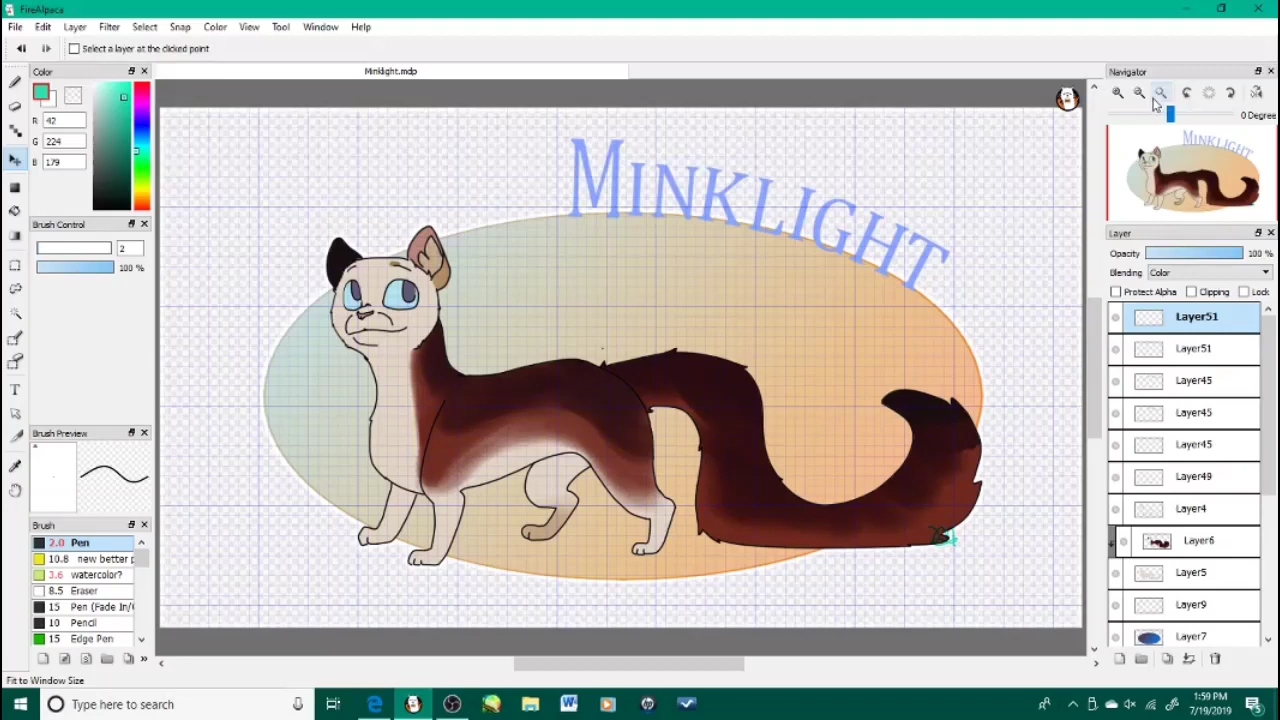 FireAlpaca
File Edit Layer Filter Select Snap Color View Tool Window Help
Select a layer at the clicked point
Color
Minklight.mdp
Navigator
R 42
G 224
B 179
0 Degree
MINKLIGHT
MINKLIGHT
Brush Control
2
100 %
Layer
Opacity 100 %
Blending Color
Protect Alpha Clipping Lock
Layer51
Layer51
Layer45
Layer45
Layer45
Layer49
Layer4
Layer6
Layer5
Layer9
Layer7
Brush Preview
Brush
2.0 Pen
10.8 new better p
3.6 watercolor?
8.5 Eraser
15 Pen (Fade In/
10 Pencil
15 Edge Pen
Fit to Window Size
Type here to search
1:59 PM
7/19/2019